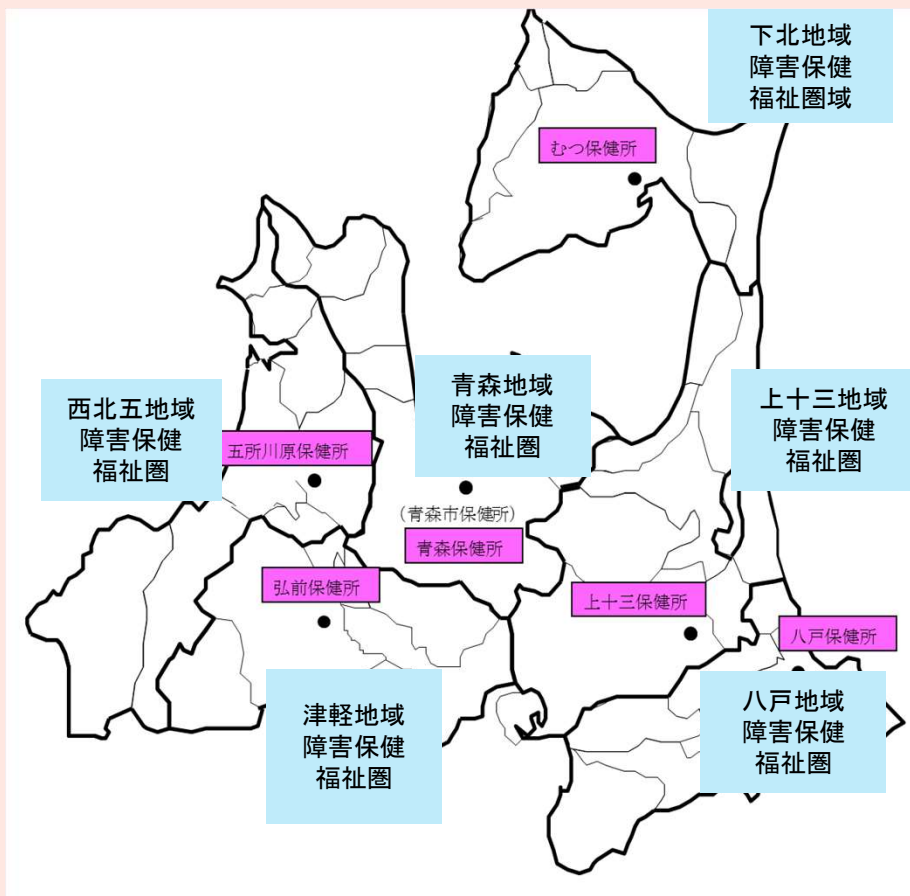 下北地域
障害保健
福祉圏域
むつ保健所
青森地域
障害保健
福祉圏
西北五地域
障害保健
福祉圏
上十三地域
障害保健
福祉圏
五所川原保健所
(青森市保健所)
青森保健所
弘前保健所
上十三保健所
八戸保健所
津軽地域
障害保健
福祉圏
八戸地域
障害保健
福祉圏